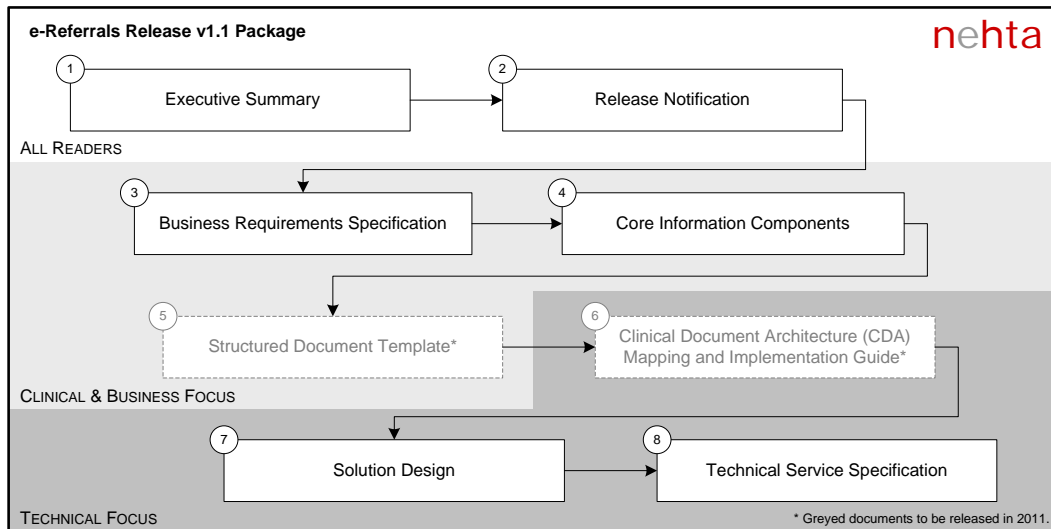 e-Referrals Release v1.1 Package
nehta
1
Executive Summary
2
Release Notification
ALL READERS
3
Business Requirements Specification
4
Core Information Components
5
Structured Document Template*
6
Clinical Document Architecture (CDA)
Mapping and Implementation Guide*
CLINICAL & BUSINESS FOCUS
7
Solution Design
8
Technical Service Specification
TECHNICAL FOCUS
* Greyed documents to be released in 2011.